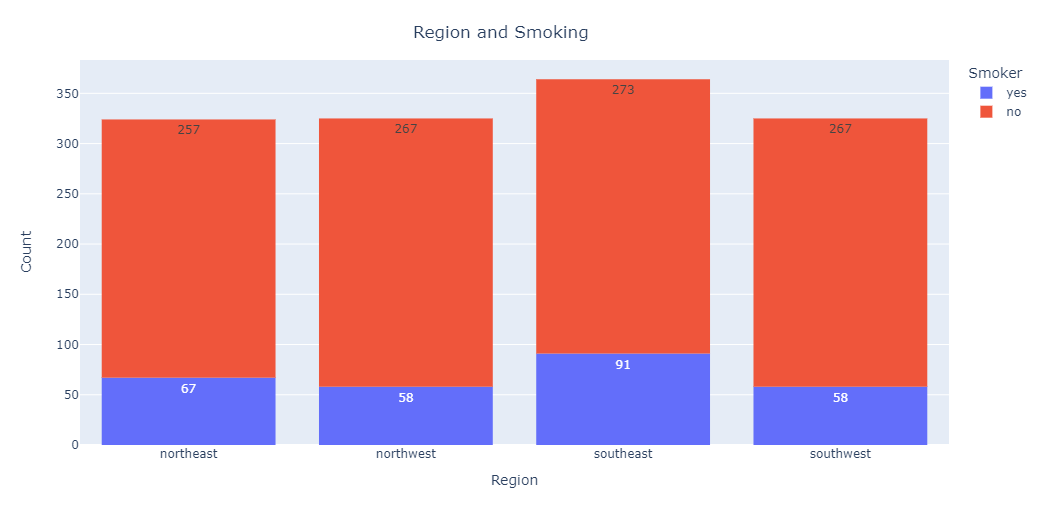 Region and Smoking
Smoker
yes
no
Count
350
300
250
200
150
100
50
0
257
267
273
267
67
58
91
58
northeast
northwest
southeast
southwest
Region